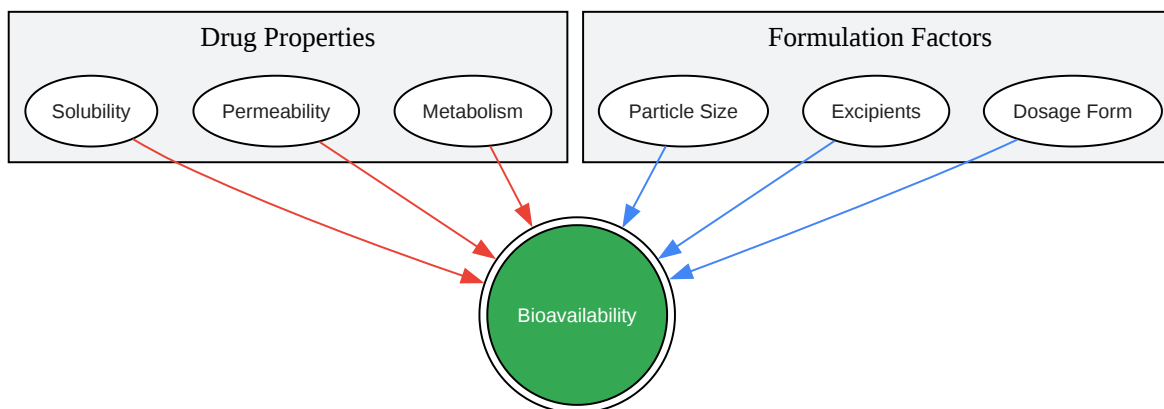 Drug Properties
Formulation Factors
Solubility
Permeability
Metabolism
Particle Size
Excipients
Dosage Form
Bioavailability